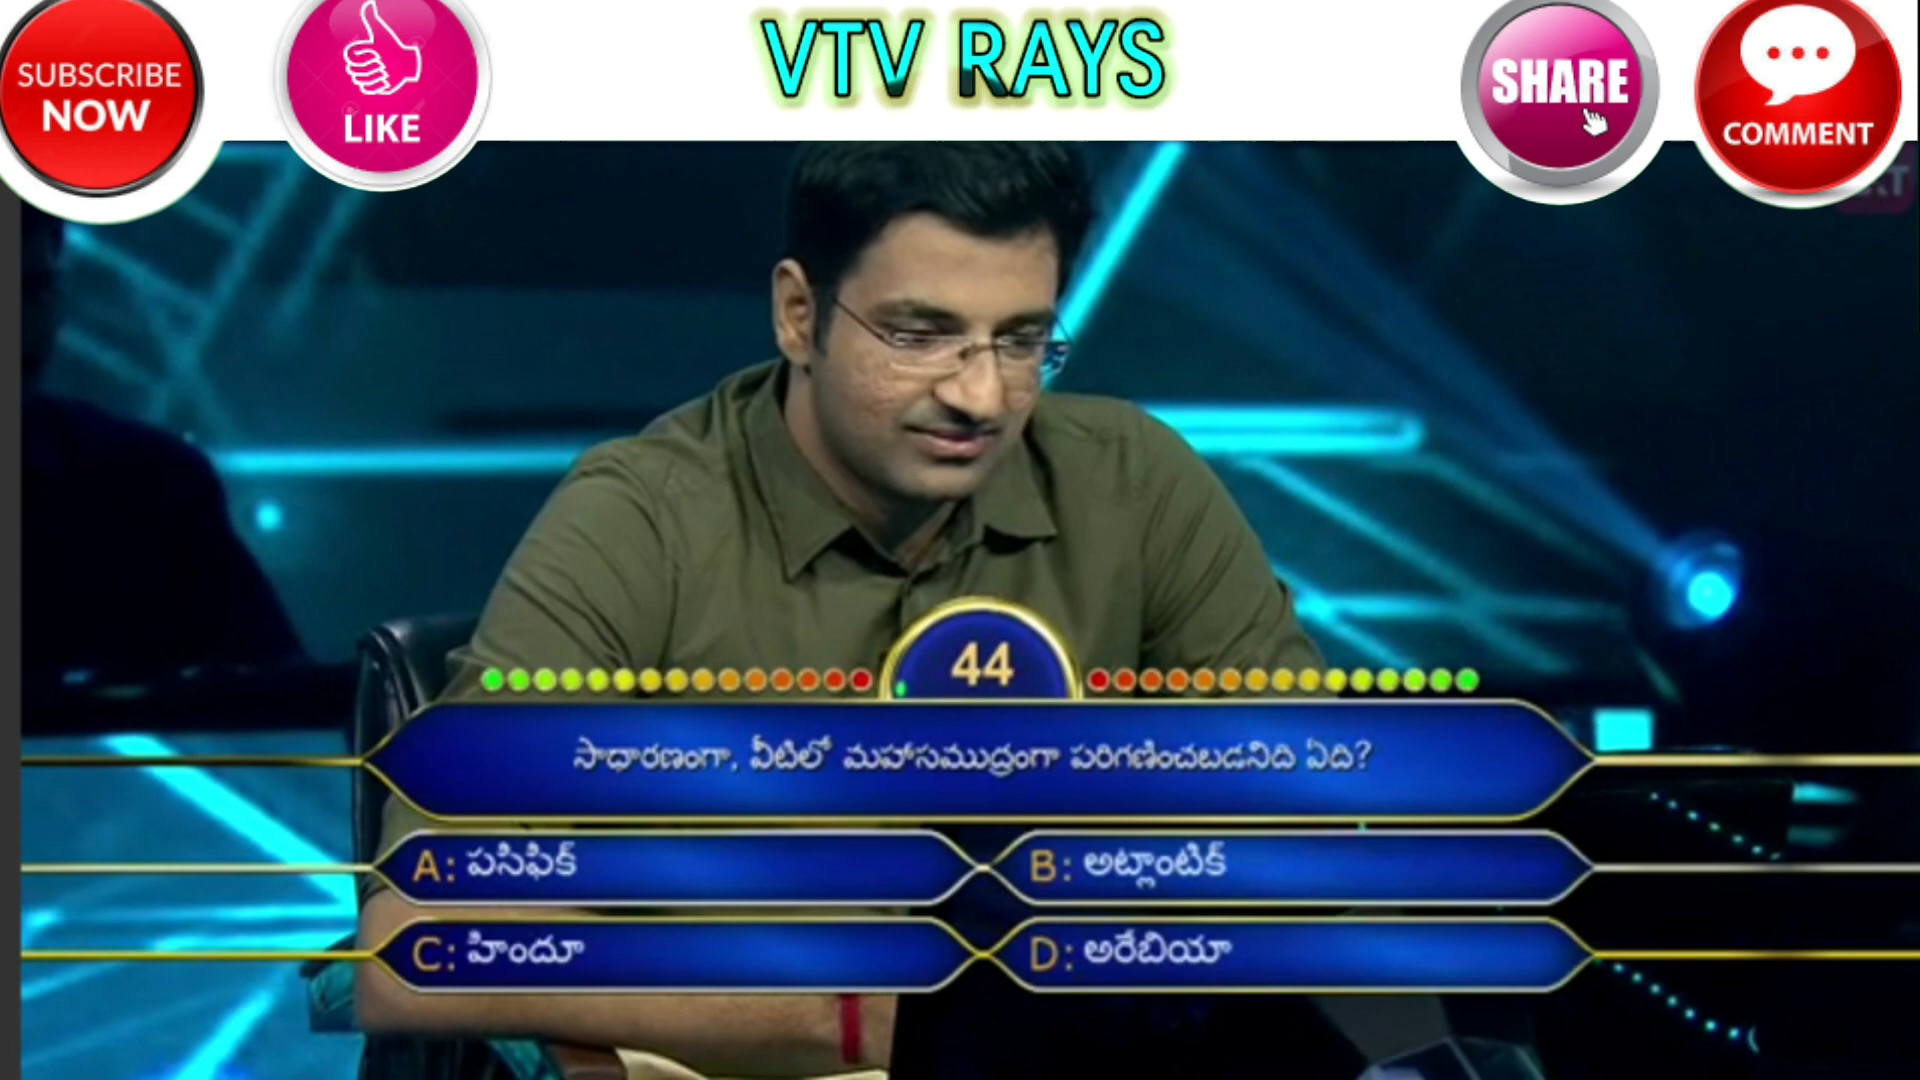 SUBSCRIBE
NOW
LIKE
VTV RAYS
SHARE
COMMENT
44
సాధారణంగా, వీటిలో మహాసముద్రంగా పరిగణించబడనిది ఏది?
A: పసిఫిక్
B: అట్లాంటిక్
C: హిందూ
D: అరేబియా